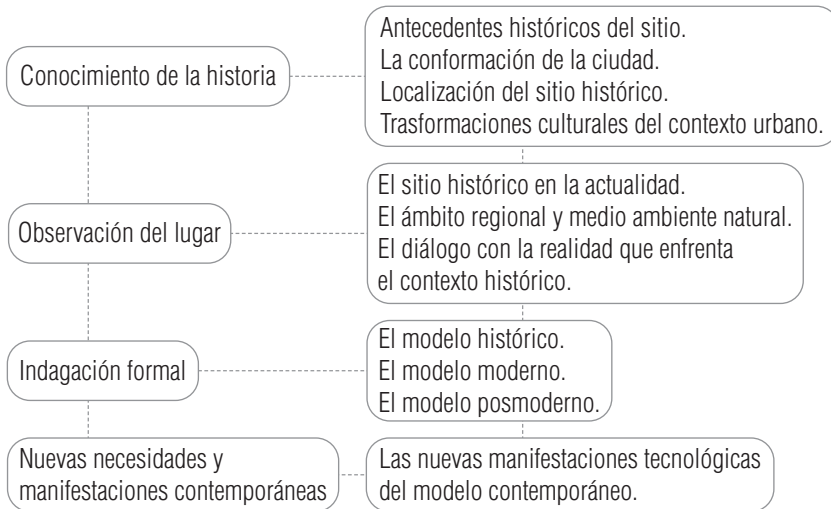 Conocimiento de la historia
Antecedentes históricos del sitio.
La conformación de la ciudad.
Localización del sitio histórico.
Trasformaciones culturales del contexto urbano.
Observación del lugar
El sitio histórico en la actualidad.
El ámbito regional y medio ambiente natural.
El diálogo con la realidad que enfrenta
el contexto histórico.
Indagación formal
El modelo histórico.
El modelo moderno.
El modelo posmoderno.
Nuevas necesidades y
manifestaciones contemporáneas
Las nuevas manifestaciones tecnológicas
del modelo contemporáneo.